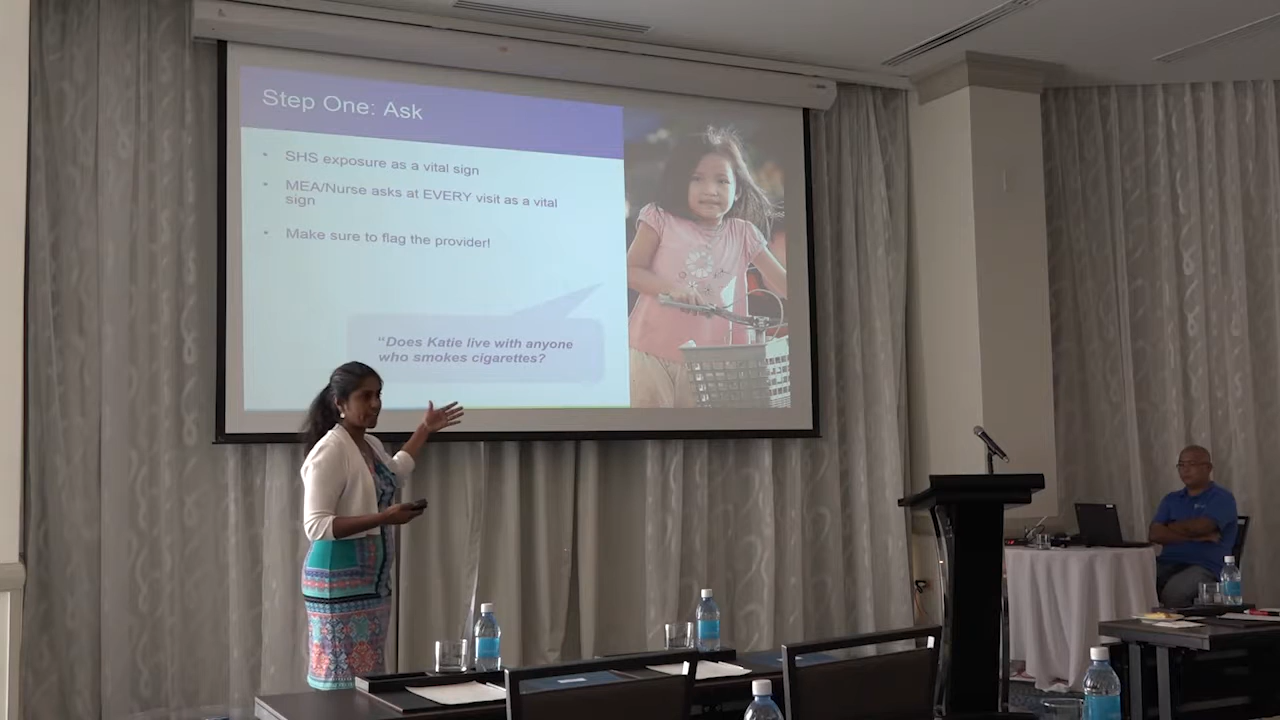 Step One: Ask
• SHS exposure as a vital sign
• MEA/Nurse asks at EVERY visit as a vital
sign
• Make sure to flag the provider!
“Does Katie live with anyone
who smokes cigarettes?